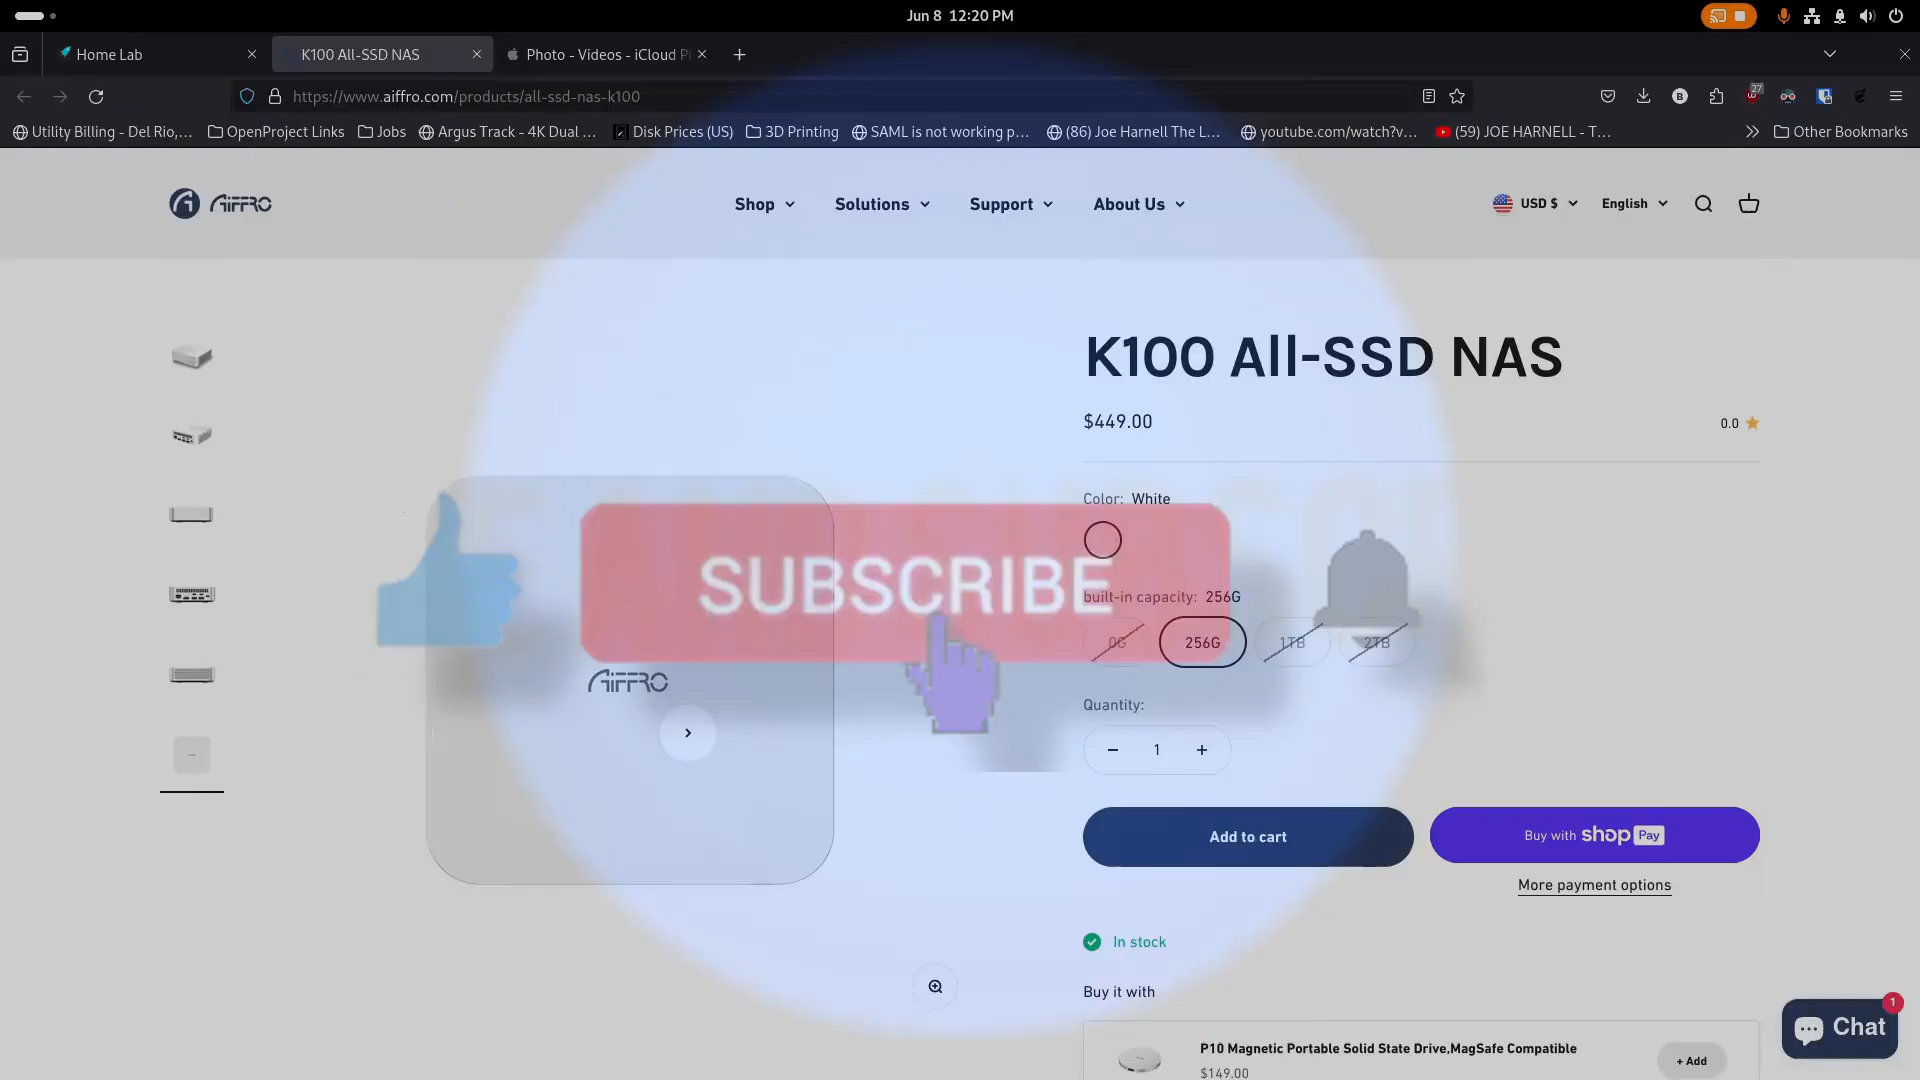 Jun 8 12:20 PM
Home Lab
K100 All-SSD NAS
Photo - Videos - iCloud P
https://www.aiffro.com/products/all-ssd-nas-k100
27
Utility Billing - Del Rio,...
OpenProject Links
Jobs
Argus Track - 4K Dual ...
Disk Prices (US)
3D Printing
SAML is not working p...
(86) Joe Harnell The L...
youtube.com/watch?v...
(59) JOE HARNELL - T...
Other Bookmarks
AIFFRO
Shop
Solutions
Support
About Us
USD $
English
K100 All-SSD NAS
$449.00
0.0
Color: White
SUBSCRIBE
built-in capacity: 256G
0G
256G
1TB
2TB
AIFFRO
Quantity:
1
Add to cart
Buy with shop Pay
More payment options
In stock
Buy it with
P10 Magnetic Portable Solid State Drive,MagSafe Compatible
$149.00
+ Add
Chat
1